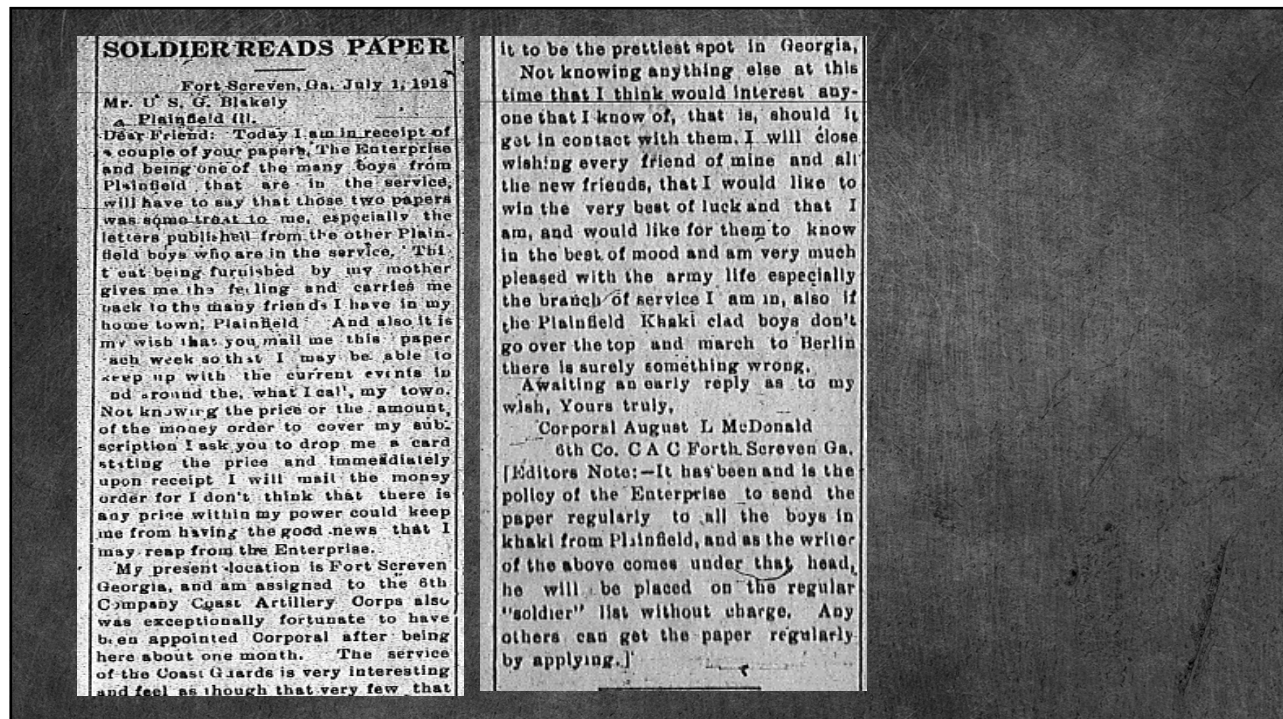 SOLDIER READS PAPER
Fort Screven, Ga. July 1, 1918
Mr. U S. G. Blakely
Plainfield Ill.
Dear Friend: Today I am in receipt of
a couple of your papers, The Enterprise
and being one of the many boys from
Plainfield that are in the service,
will have to say that those two papers
was some treat to me, especially the
letters published from the other Plain-
field boys who are in the service. Thi
t eat being furnished by my mother
gives me the feeling and carries me
back to the many friends I have in my
home town, Plainfield And also it is
my wish that you mail me this paper
each week so that I may be able to
keep up with the current events in
nd around the, what I call, my town.
Not knowing the price or the amount,
of the money order to cover my sub-
scription I ask you to drop me a card
stating the price and immediately
upon receipt I will mail the money
order for I don't think that there is
any price within my power could keep
me from having the good news that I
may reap from the Enterprise.
My present location is Fort Screven
Georgia, and am assigned to the 6th
Company Coast Artillery Corps also
was exceptionally fortunate to have
been appointed Corporal after being
here about one month. The service
of the Coast Guards is very interesting
and feel as though that very few that
it to be the prettiest spot in Georgia,
Not knowing anything else at this
time that I think would interest any-
one that I know of, that is, should it
get in contact with them. I will close
wishing every friend of mine and all
the new friends, that I would like to
win the very best of luck and that I
am, and would like for them to know
in the best of mood and am very much
pleased with the army life especially
the branch of service I am in, also if
the Plainfield Khaki clad boys don't
go over the top and march to Berlin
there is surely something wrong.
Awaiting an early reply as to my
wish, Yours truly,
Corporal August L McDonald
6th Co. C A C Forth Screven Ga.
[Editors Note:—It has been and is the
policy of the Enterprise to send the
paper regularly to all the boys in
khaki from Plainfield, and as the writer
of the above comes under that head,
he will be placed on the regular
"soldier" list without charge. Any
others can get the paper regularly
by applying.]